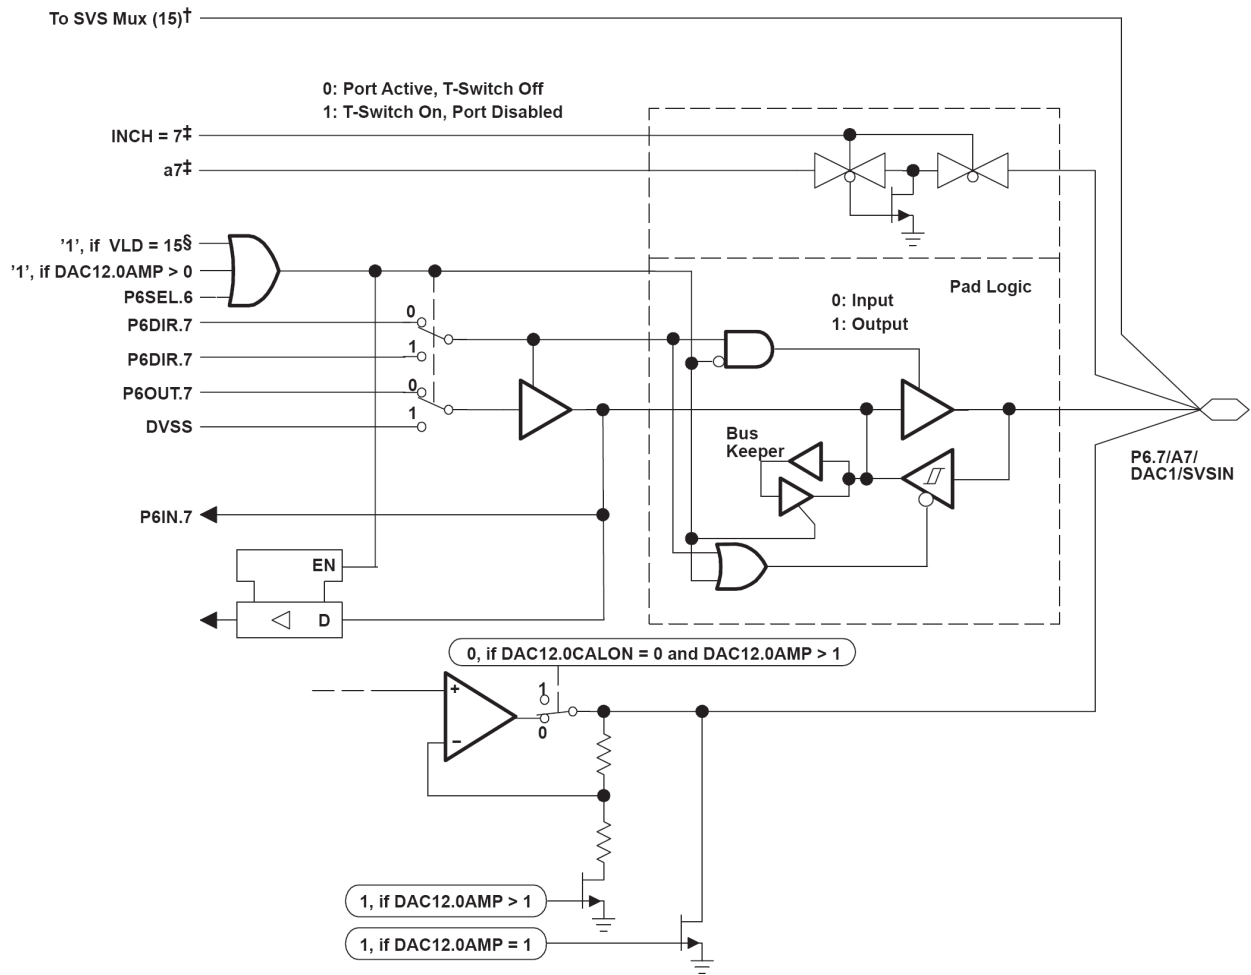 To SVS Mux (15)†
0: Port Active, T-Switch Off
1: T-Switch On, Port Disabled
INCH = 7‡
a7‡
’1’, if VLD = 15§
’1’, if DAC12.0AMP > 0
P6SEL.6
P6DIR.7
0
P6DIR.7
1
P6OUT.7
0
DVSS
1
Pad Logic
0: Input
1: Output
Bus
Keeper
P6.7/A7/
DAC1/SVSIN
P6IN.7
EN
D
0, if DAC12.0CALON = 0 and DAC12.0AMP > 1
+
−
1
0
1, if DAC12.0AMP > 1
1, if DAC12.0AMP = 1